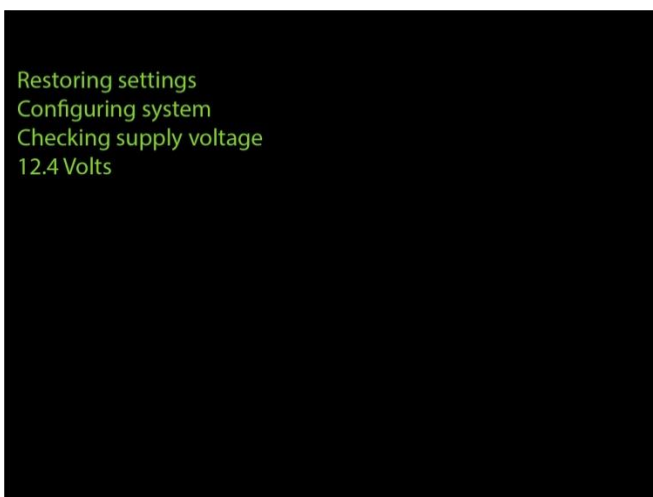 Restoring settings
Configuring system
Checking supply voltage
12.4 Volts